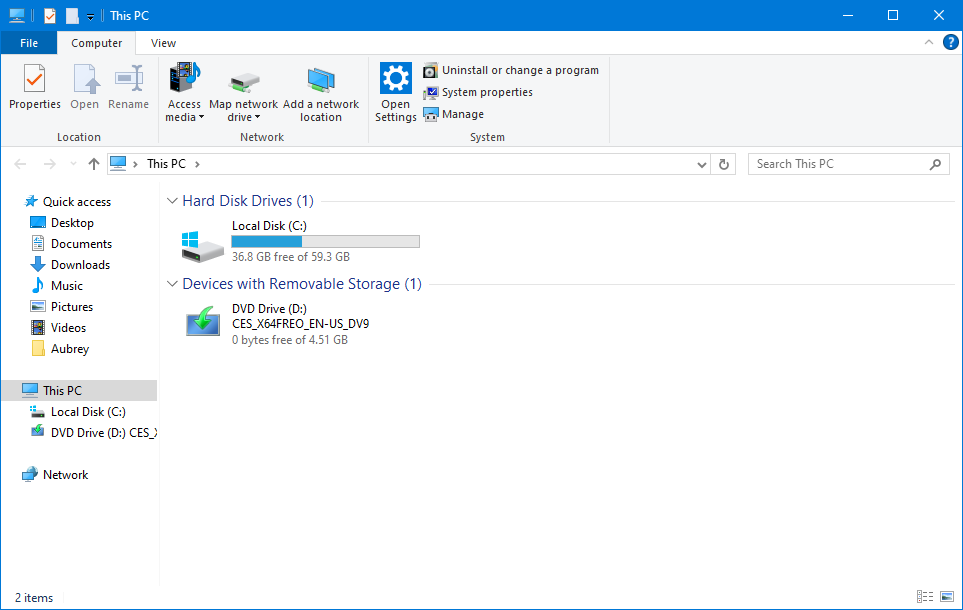 This PC
File Computer View
Properties
Open
Rename
Access media
Map network drive
Add a network location
Open Settings
Uninstall or change a program
System properties
Manage
Location
Network
System
This PC
Search This PC
Quick access
Desktop
Documents
Downloads
Music
Pictures
Videos
Aubrey
This PC
Local Disk (C:)
DVD Drive (D:) CES_X
Network
Hard Disk Drives (1)
Local Disk (C:)
36.8 GB free of 59.3 GB
Devices with Removable Storage (1)
DVD Drive (D:)
CES_X64FREO_EN-US_DV9
0 bytes free of 4.51 GB
2 items